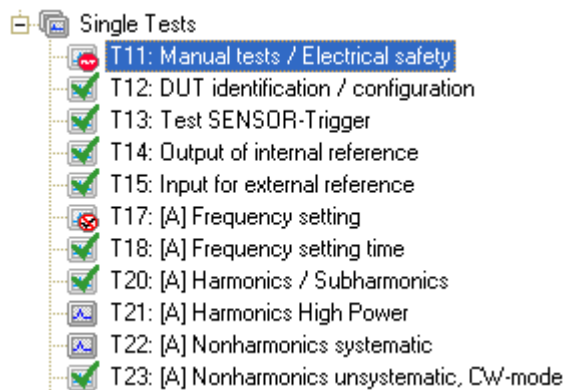 Single Tests
T11: Manual tests / Electrical safety
T12: DUT identification / configuration
T13: Test SENSOR-Trigger
T14: Output of internal reference
T15: Input for external reference
T17: [A] Frequency setting
T18: [A] Frequency setting time
T20: [A] Harmonics / Subharmonics
T21: [A] Harmonics High Power
T22: [A] Nonharmonics systematic
T23: [A] Nonharmonics unsystematic, CW-mode